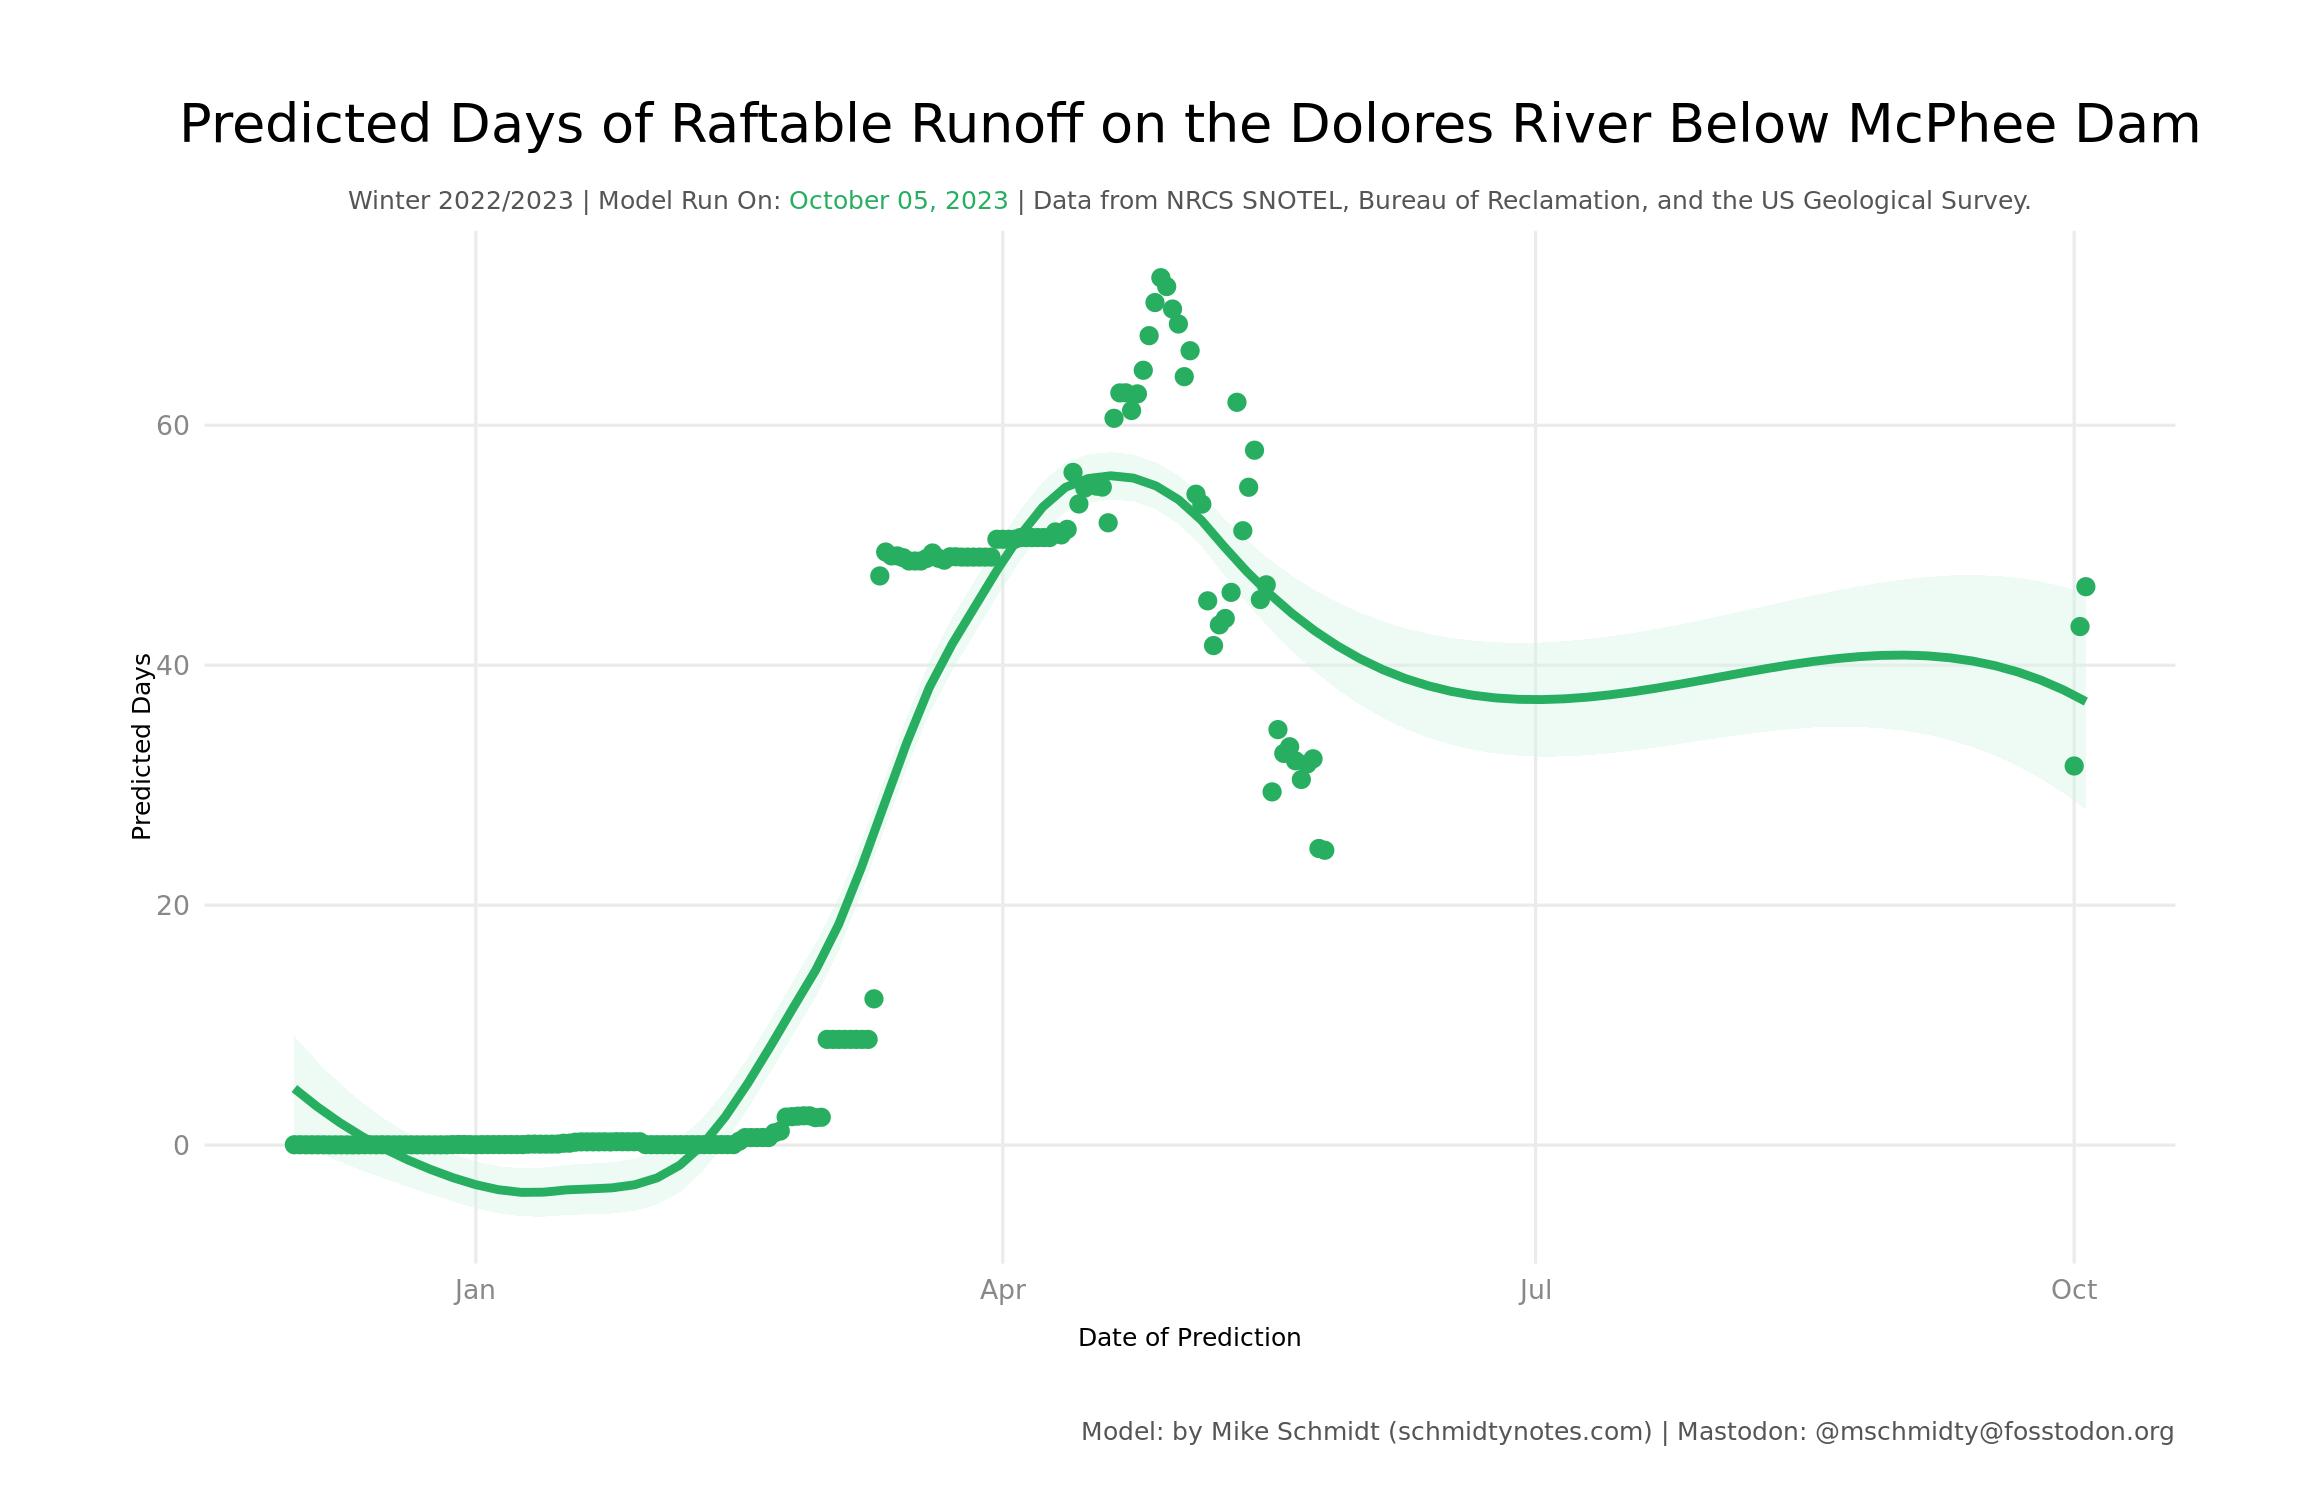 Predicted Days of Raftable Runoff on the Dolores River Below McPhee Dam
Winter 2022/2023 | Model Run On: October 05, 2023 | Data from NRCS SNOTEL, Bureau of Reclamation, and the US Geological Survey.
Predicted Days
60
40
20
0
Jan
Apr
Jul
Oct
Date of Prediction
Model: by Mike Schmidt (schmidtynotes.com) | Mastodon: @mschmidty@fosstodon.org